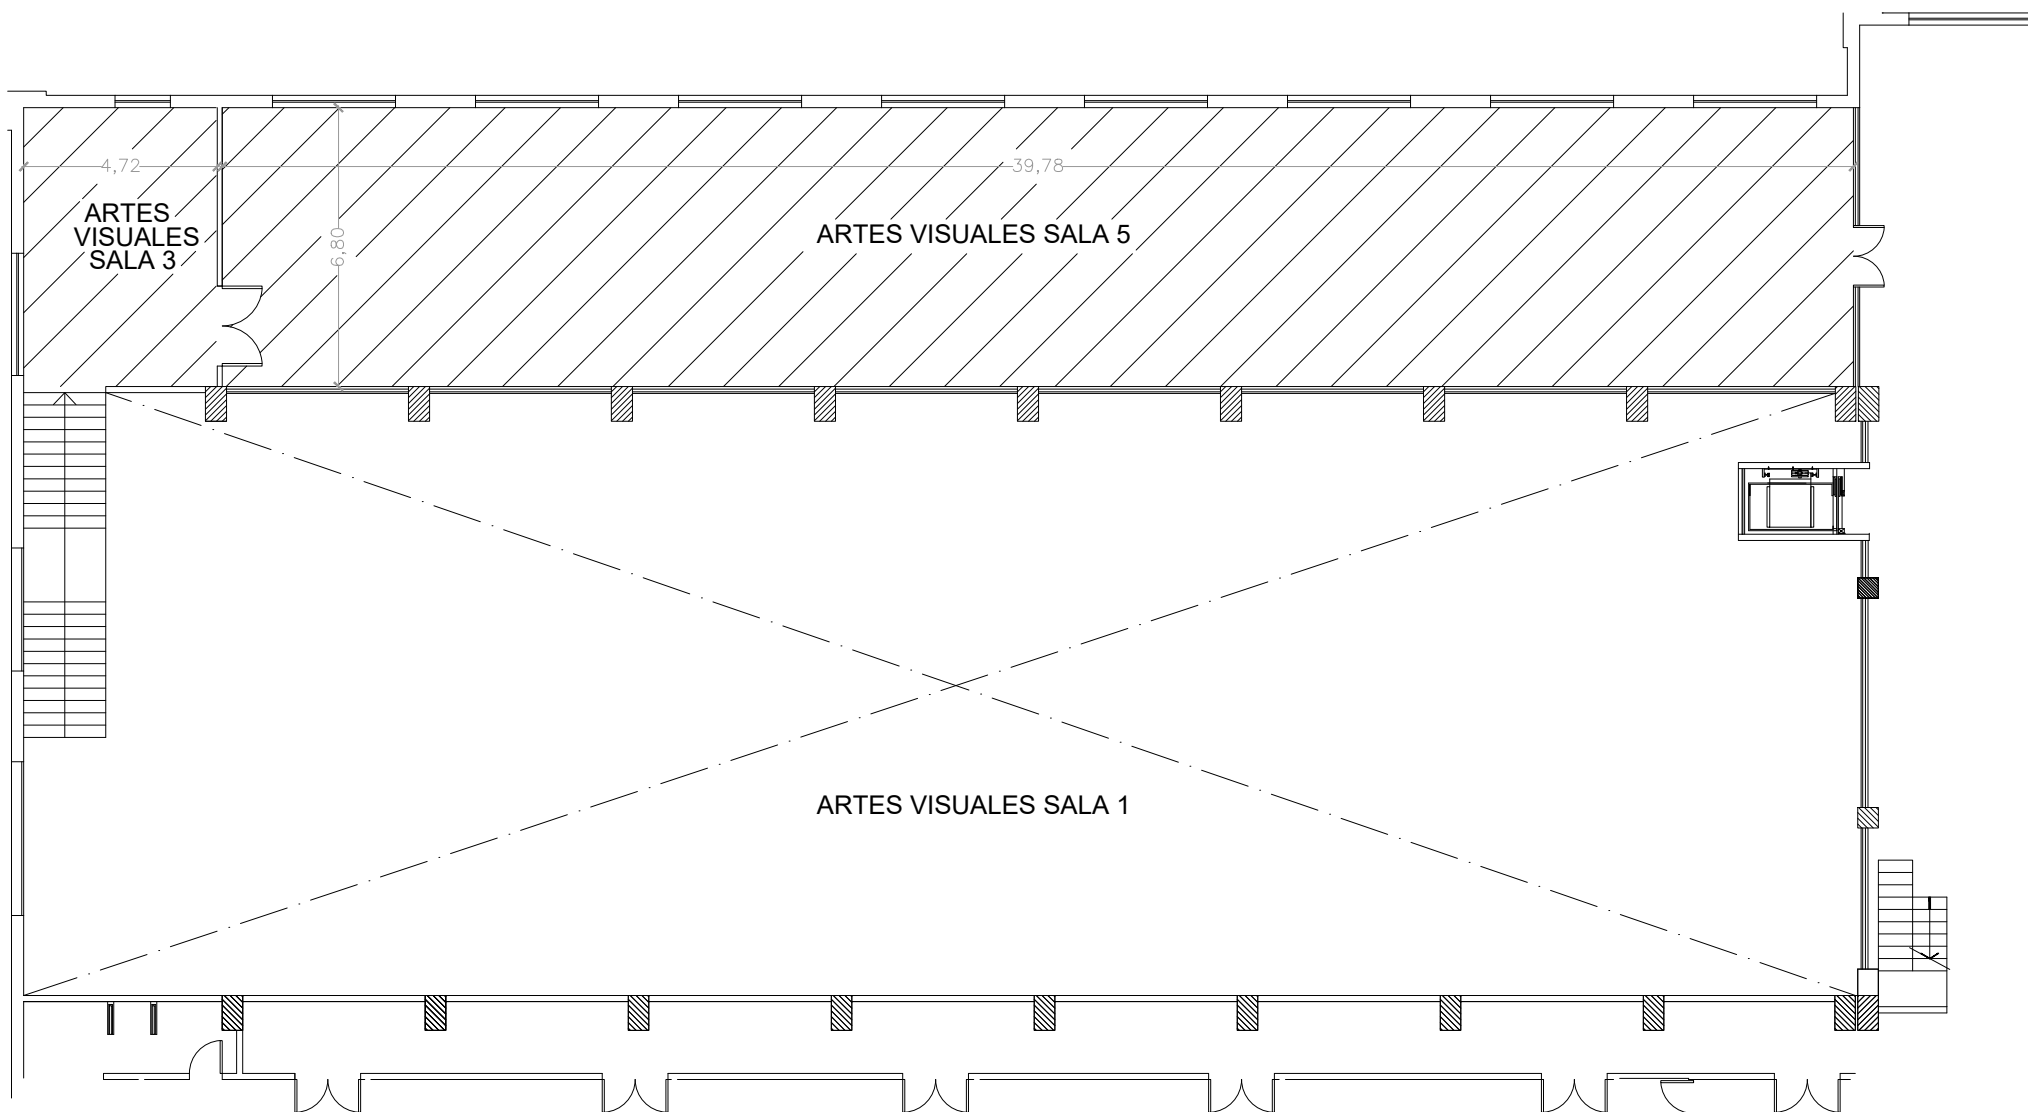 4,72
39,78
ARTES
VISUALES
SALA 3
6,80
ARTES VISUALES SALA 5
ARTES VISUALES SALA 1